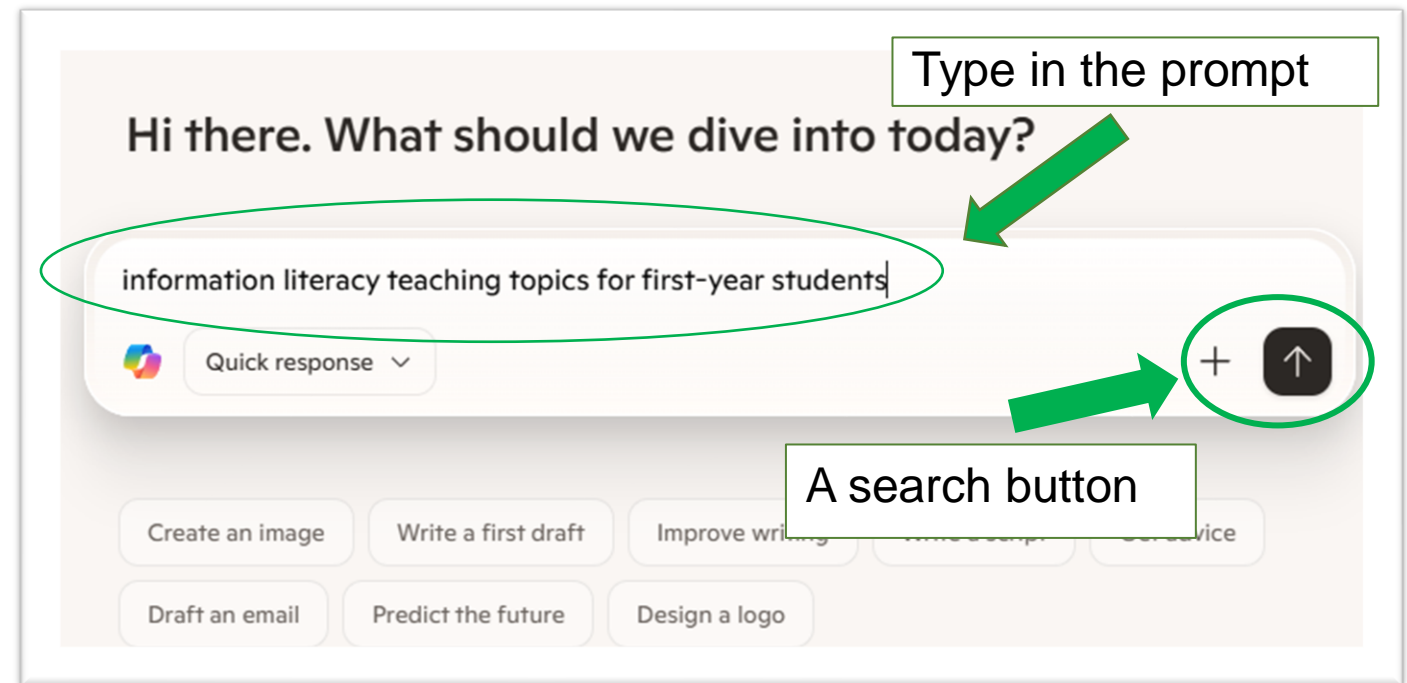 Type in the prompt
Hi there. What should we dive into today?
information literacy teaching topics for first-year students
Quick response
A search button
Create an image
Write a first draft
Improve writing
Draft an email
Predict the future
Design a logo